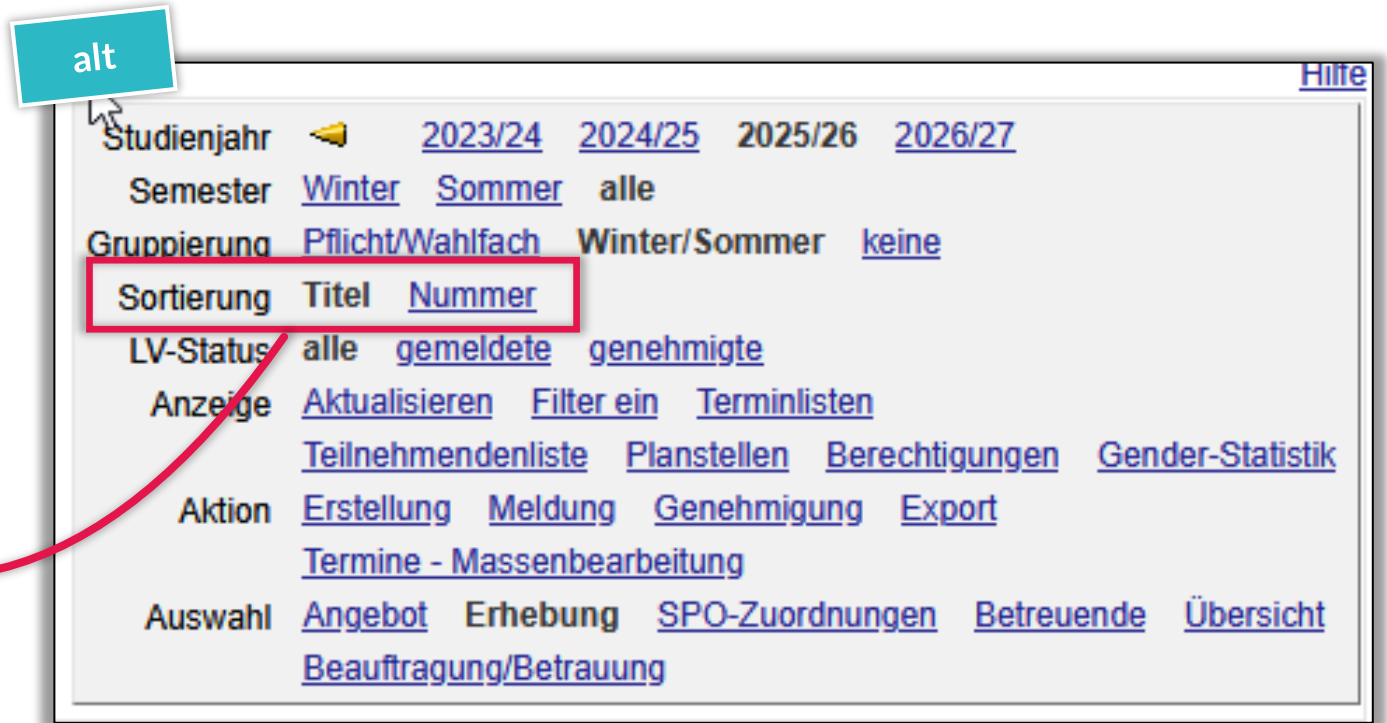 alt
Hilfe
Studienjahr 2023/24 2024/25 2025/26 2026/27
Semester Winter Sommer alle
Gruppierung Pflicht/Wahlfach Winter/Sommer keine
Sortierung Titel Nummer
LV-Status alle gemeldete genehmigte
Anzeige Aktualisieren Filter ein Terminlisten
Teilnehmendenliste Planstellen Berechtigungen Gender-Statistik
Aktion Erstellung Meldung Genehmigung Export
Termine - Massenbearbeitung
Auswahl Angebot Erhebung SPO-Zuordnungen Betreuende Übersicht
Beauftragung/Betrauung